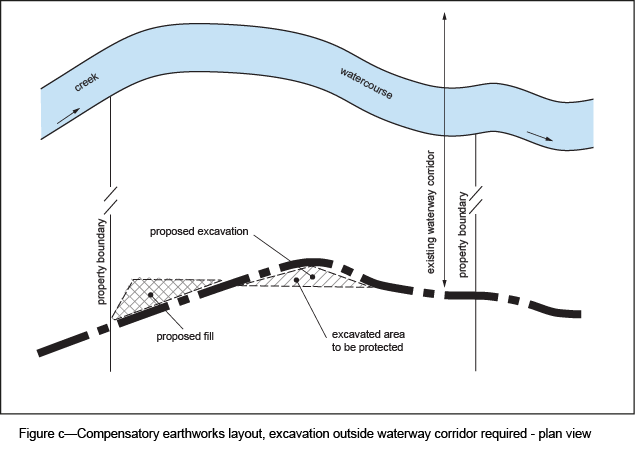 creek
watercourse
existing waterway corridor
property boundary
property boundary
proposed excavation
proposed fill
excavated area
to be protected
Figure c—Compensatory earthworks layout, excavation outside waterway corridor required - plan view